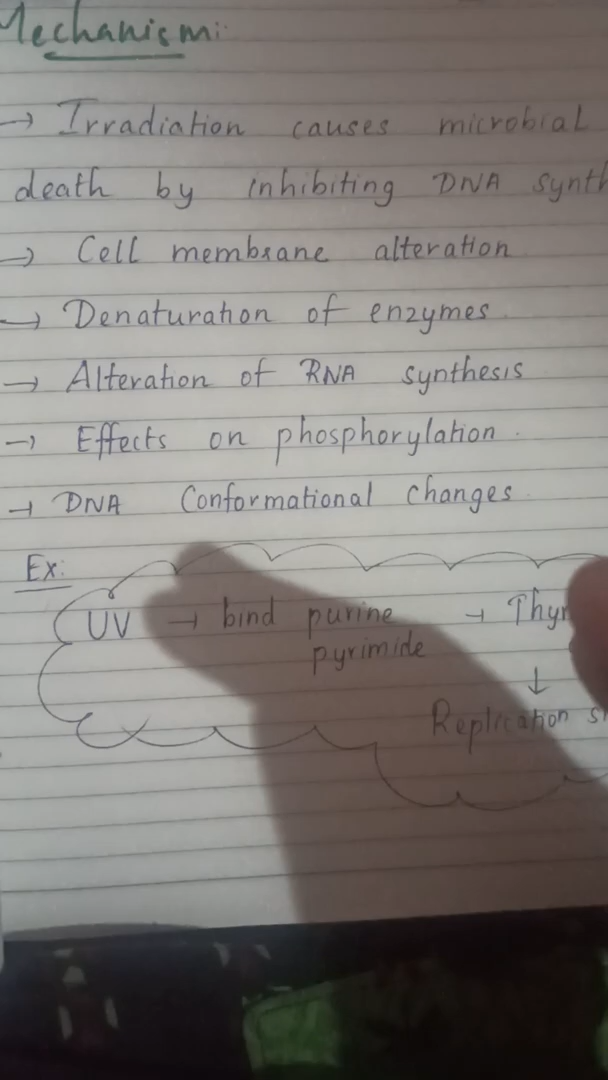 Mechanism:
→ Irradiation causes microbial
death by inhibiting DNA synth
→ Cell membrane alteration
→ Denaturation of enzymes
→ Alteration of RNA synthesis
→ Effects on phosphorylation.
→ DNA Conformational changes
Ex:
UV → bind purine → Thy
pyrimide
↓
Replication s